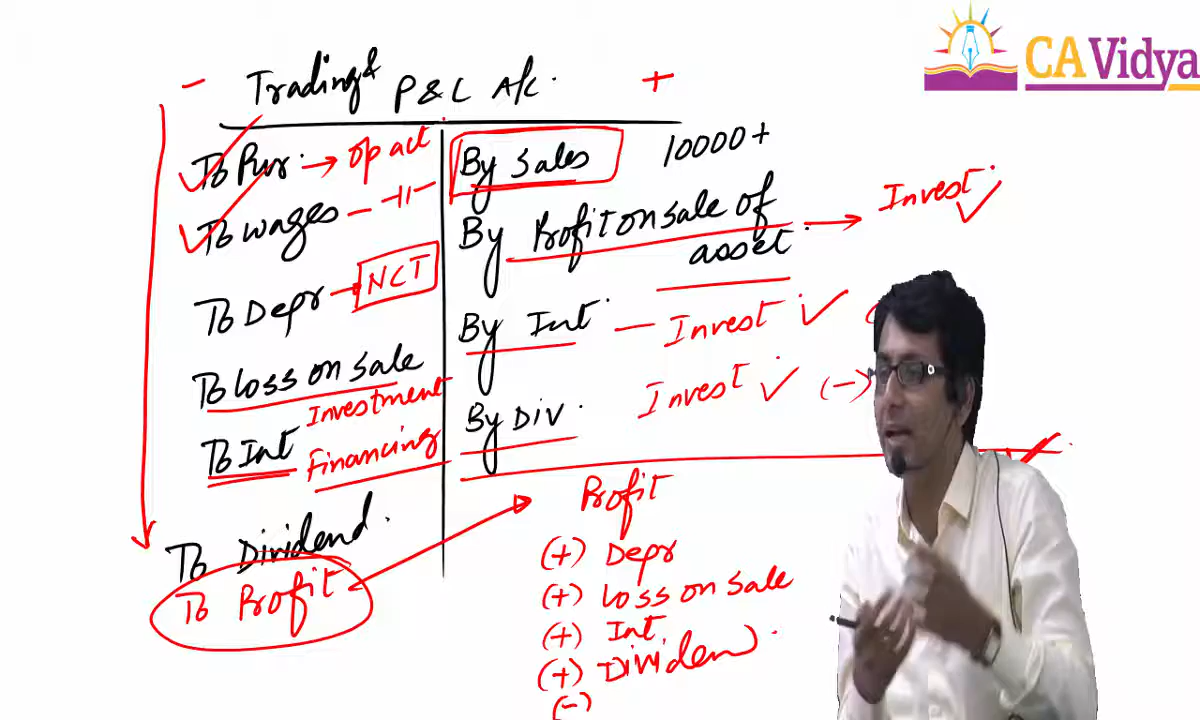 CA Vidya
- Trading & P & L A/c. +
To Pur. → Op act
By Sales 10000+
To wages - -11-
By Profit on sale of asset. → Invest. ✓
To Depr → NCT
By Int. - Invest ✓
To Loss on sale
Investment
By Div. Invest ✓ (-)
To Int
Financing
To Dividend.
To Profit
Profit
(+) Depr
(+) Loss on sale
(+) Int.
(+) Dividend.
(-)